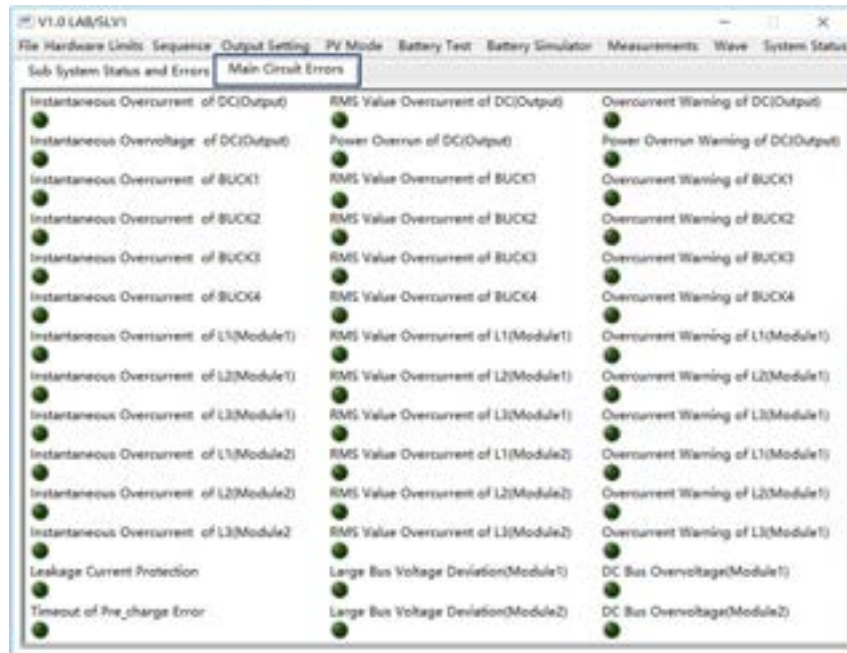 V1.0 LAB/SLV1
File Hardware Limits Sequence Output Setting PV Mode Battery Test Battery Simulator Measurements Wave System Status
Sub System Status and Errors Main Circuit Errors
Instantaneous Overcurrent of DC(Output) RMS Value Overcurrent of DC(Output) Overcurrent Warning of DC(Output)
Instantaneous Overvoltage of DC(Output) Power Overrun of DC(Output) Power Overrun Warning of DC(Output)
Instantaneous Overcurrent of BUCK1 RMS Value Overcurrent of BUCK1 Overcurrent Warning of BUCK1
Instantaneous Overcurrent of BUCK2 RMS Value Overcurrent of BUCK2 Overcurrent Warning of BUCK2
Instantaneous Overcurrent of BUCK3 RMS Value Overcurrent of BUCK3 Overcurrent Warning of BUCK3
Instantaneous Overcurrent of BUCK4 RMS Value Overcurrent of BUCK4 Overcurrent Warning of BUCK4
Instantaneous Overcurrent of L1(Module1) RMS Value Overcurrent of L1(Module1) Overcurrent Warning of L1(Module1)
Instantaneous Overcurrent of L2(Module1) RMS Value Overcurrent of L2(Module1) Overcurrent Warning of L2(Module1)
Instantaneous Overcurrent of L3(Module1) RMS Value Overcurrent of L3(Module1) Overcurrent Warning of L3(Module1)
Instantaneous Overcurrent of L1(Module2) RMS Value Overcurrent of L1(Module2) Overcurrent Warning of L1(Module1)
Instantaneous Overcurrent of L2(Module2) RMS Value Overcurrent of L2(Module2) Overcurrent Warning of L2(Module1)
Instantaneous Overcurrent of L3(Module2 RMS Value Overcurrent of L3(Module2) Overcurrent Warning of L3(Module1)
Leakage Current Protection Large Bus Voltage Deviation(Module1) DC Bus Overvoltage(Module1)
Timeout of Pre_charge Error Large Bus Voltage Deviation(Module2) DC Bus Overvoltage(Module2)